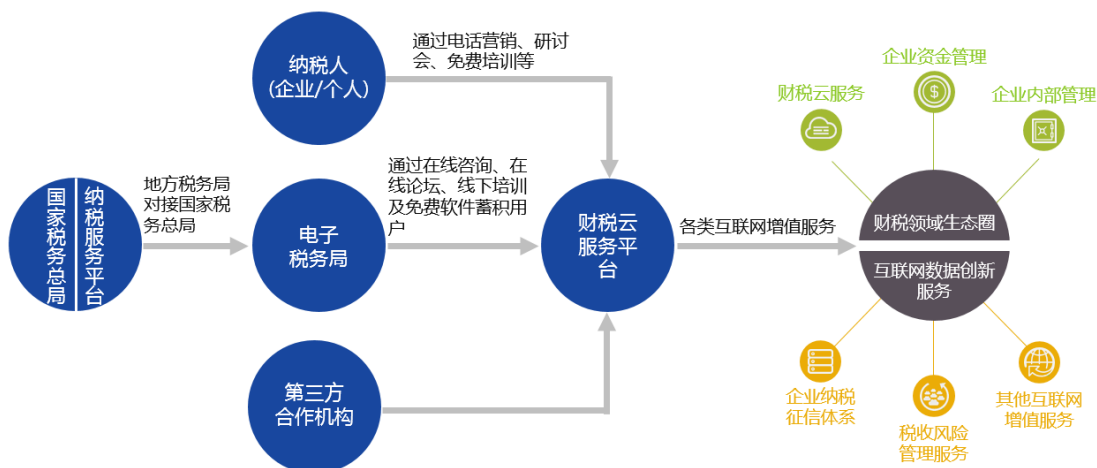 国家税务总局
纳税服务平台
地方税务局
对接国家税
务总局
纳税人
(企业/个人)
通过电话营销、研讨
会、免费培训等
电子
税务局
通过在线咨询、在
线论坛、线下培训
及免费软件蓄积用
户
第三方
合作机构
财税云
服务平
台
各类互联网增值服务
财税云服务
企业资金管理
企业内部管理
财税领域生态圈
互联网数据创新
服务
企业纳税
征信体系
税收风险
管理服务
其他互联网
增值服务